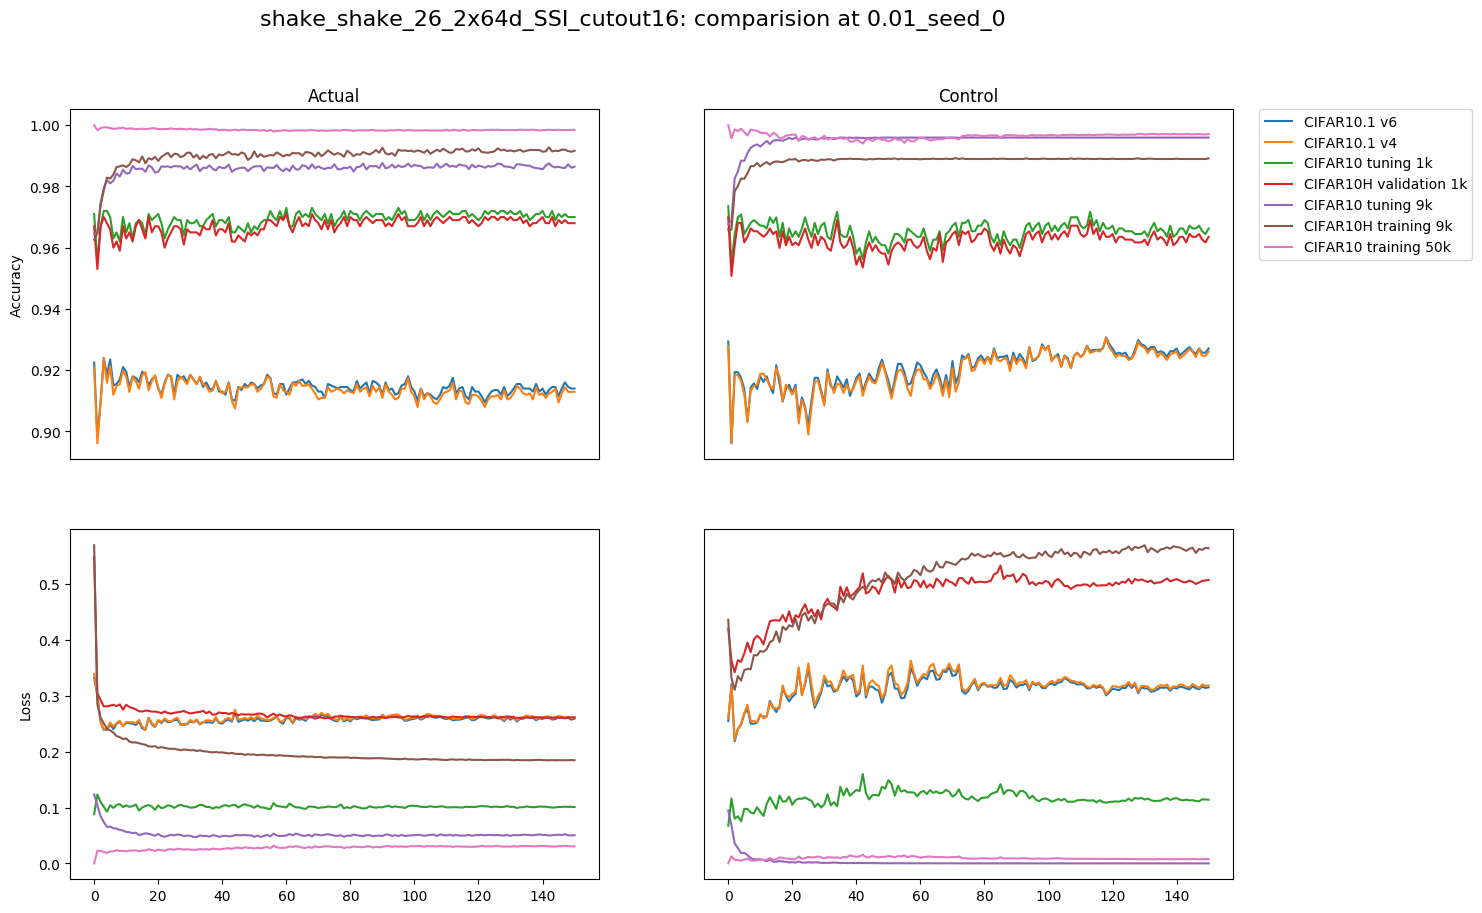 shake_shake_26_2x64d_SSI_cutout16: comparision at 0.01_seed_0
Actual
Control
1.00
0.98
0.96
0.94
0.92
0.90
Accuracy
CIFAR10.1 v6
CIFAR10.1 v4
CIFAR10 tuning 1k
CIFAR10H validation 1k
CIFAR10 tuning 9k
CIFAR10H training 9k
CIFAR10 training 50k
0.5
0.4
0.3
0.2
0.1
0.0
Loss
0 20 40 60 80 100 120 140
0 20 40 60 80 100 120 140